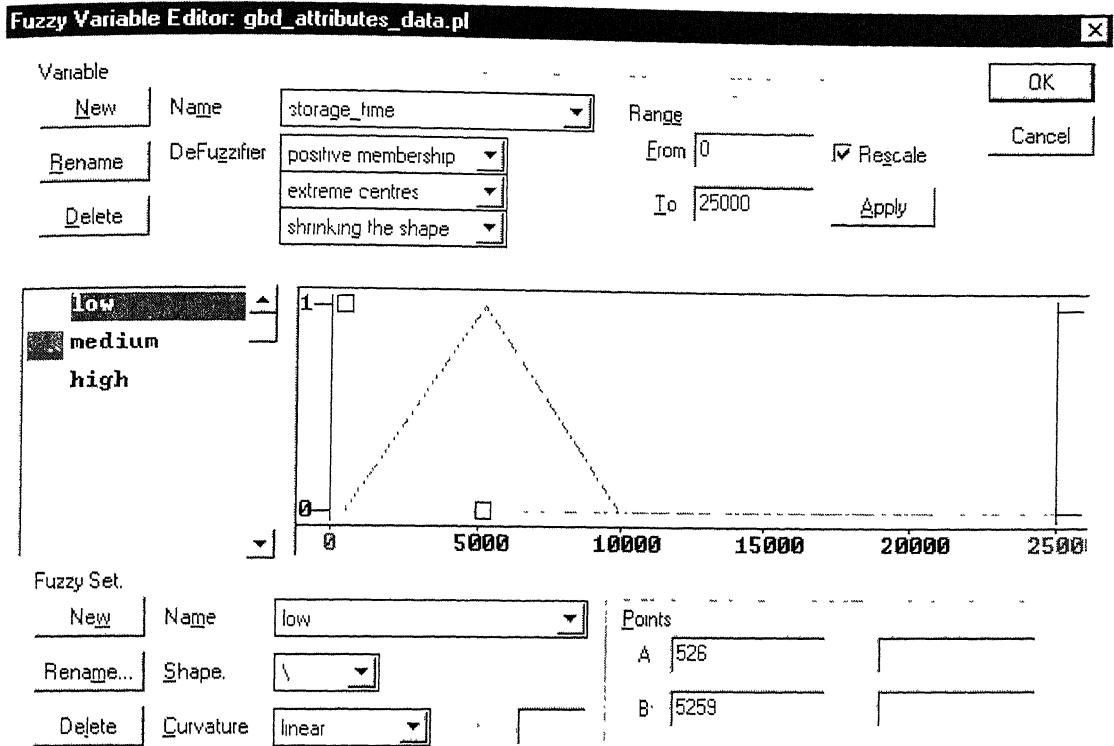 Fuzzy Variable Editor: gbd_attributes_data.pl
Variable
New
Name
storage_time
Range
OK
Rename
DeFuzzifier
positive membership
From
0
Rescale
Cancel
extreme centres
Delete
shrinking the shape
To
25000
Apply
low
medium
high
1
0
0 5000 10000 15000 20000 2500
Fuzzy Set.
New
Name
low
Points
Rename...
Shape.
\
A 526
Delete
Curvature
linear
B: 5259